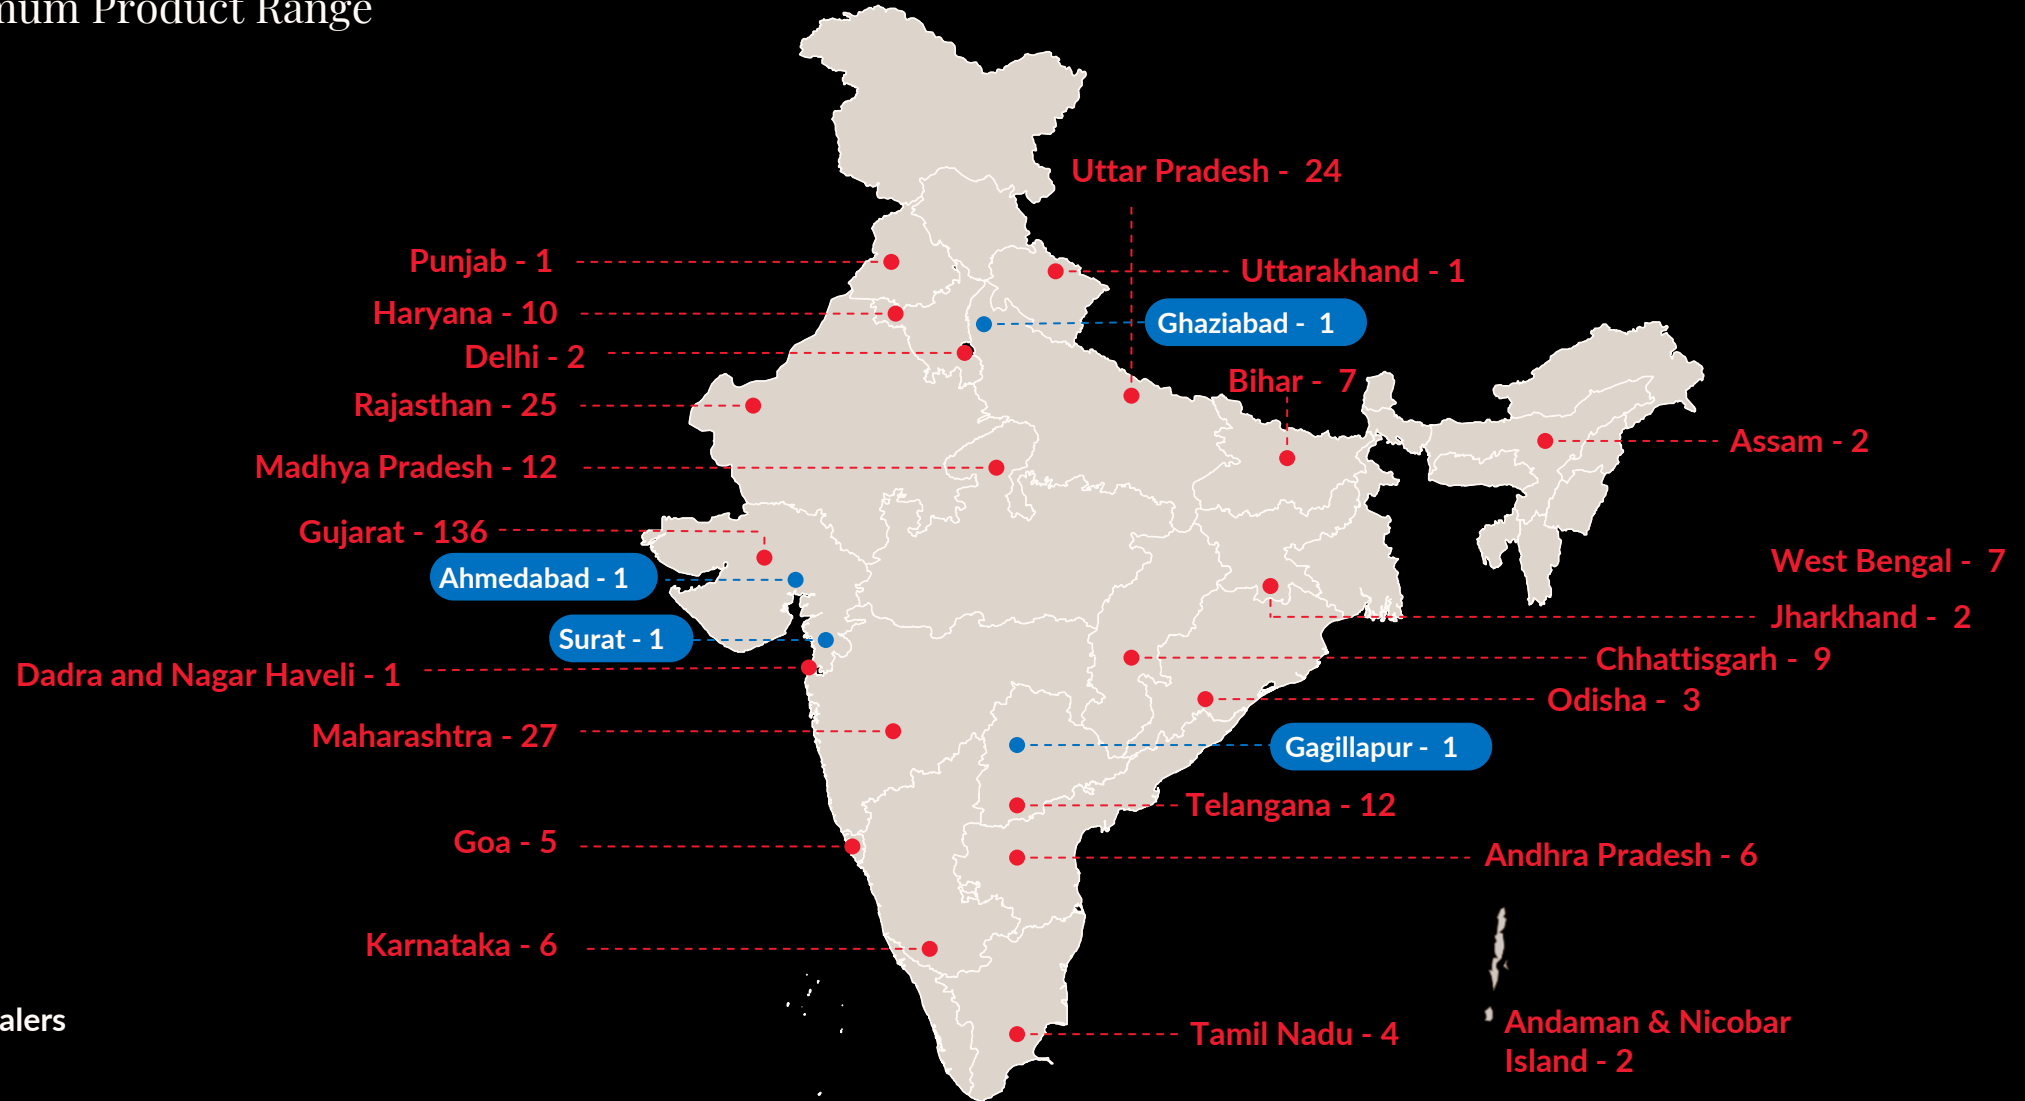 Product Range
Uttar Pradesh - 24
Punjab - 1
Uttarakhand - 1
Haryana - 10
Ghaziabad - 1
Delhi - 2
Bihar - 7
Rajasthan - 25
Assam - 2
Madhya Pradesh - 12
Gujarat - 136
West Bengal - 7
Ahmedabad - 1
Jharkhand - 2
Surat - 1
Chhattisgarh - 9
Dadra and Nagar Haveli - 1
Odisha - 3
Maharashtra - 27
Gagillapur - 1
Telangana - 12
Goa - 5
Andhra Pradesh - 6
Karnataka - 6
alers
Tamil Nadu - 4
Andaman & Nicobar
Island - 2